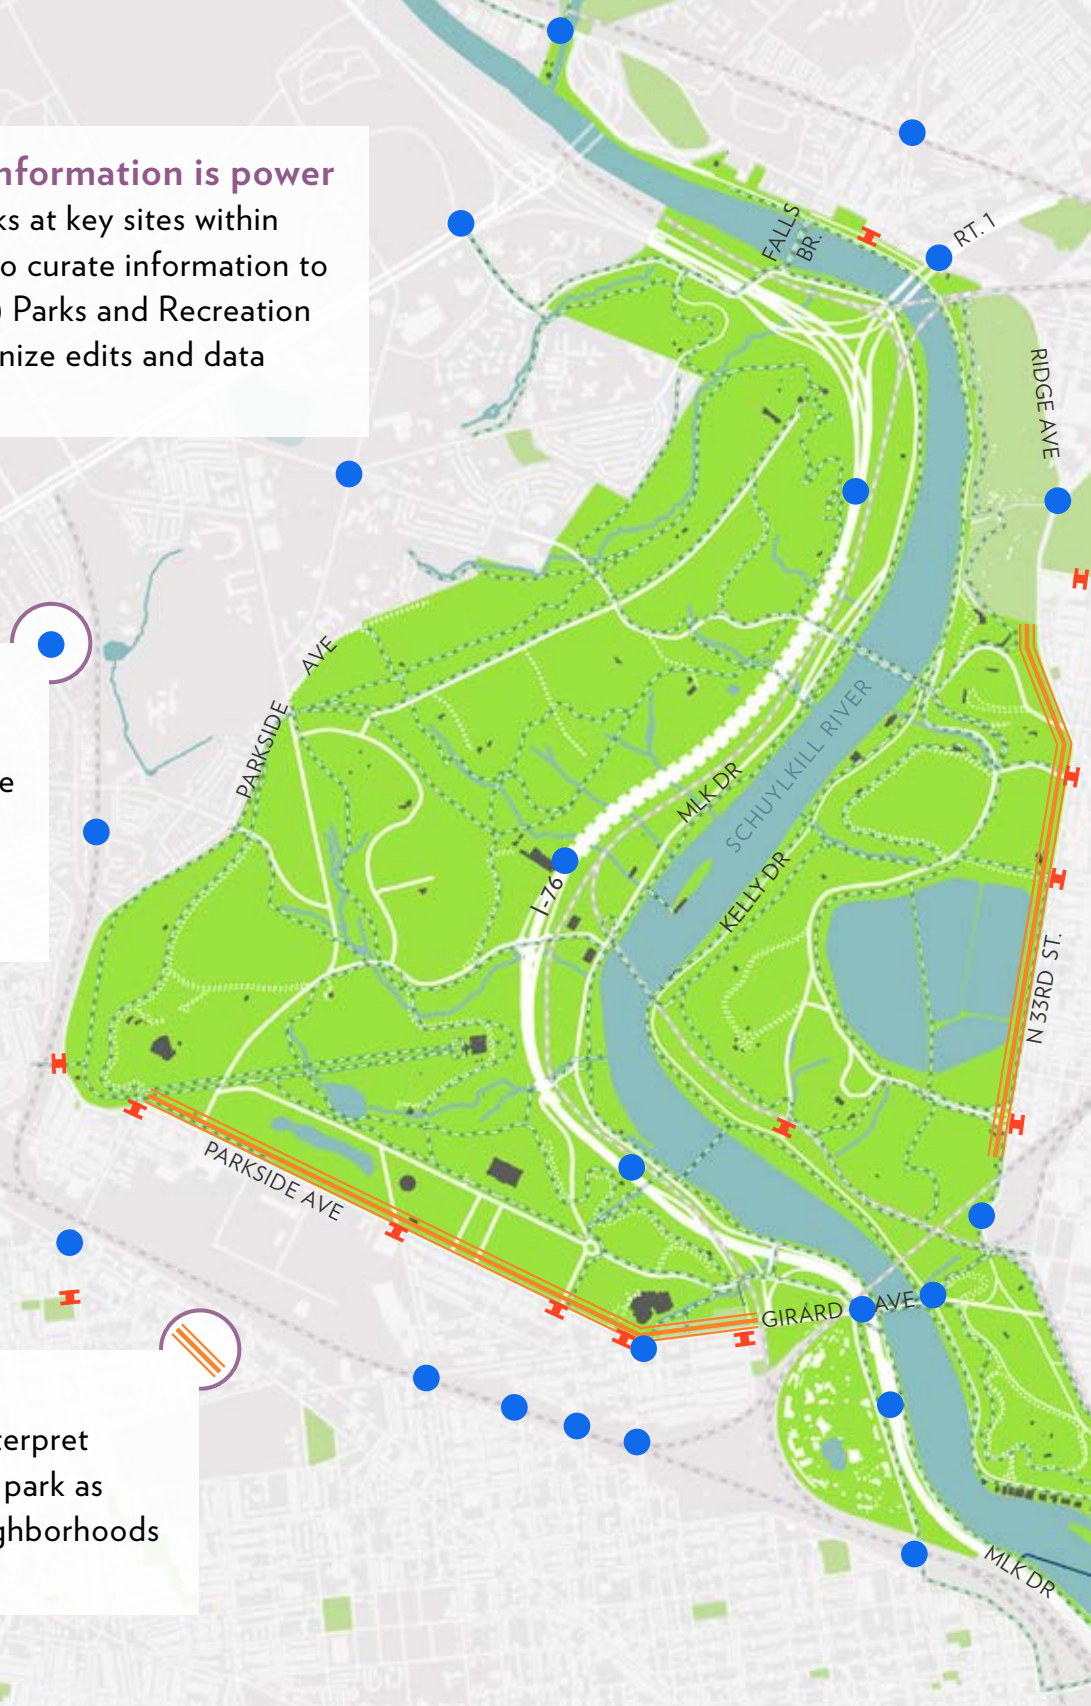 nformation is power
ks at key sites within
o curate information to
) Parks and Recreation
nize edits and data
FALLS
BR.
RT. 1
RIDGE AVE
PARKSIDE AVE
e
SCHUYLKILL RIVER
MLK DR
KELLY DR
I-76
N 33RD ST.
PARKSIDE AVE
GIRARD AVE
terpret
park as
ghborhoods
MLK DR